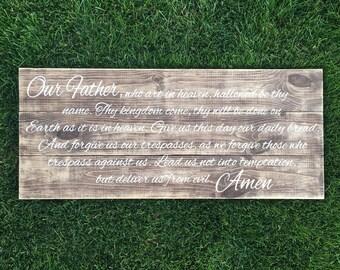 Our Father, who art in heaven, hallowed be thy
name. Thy kingdom come, thy will be done on
Earth as it is in heaven. Give us this day our daily bread.
And forgive us our trespasses, as we forgive those who
trespass against us. Lead us not into temptation,
but deliver us from evil. Amen